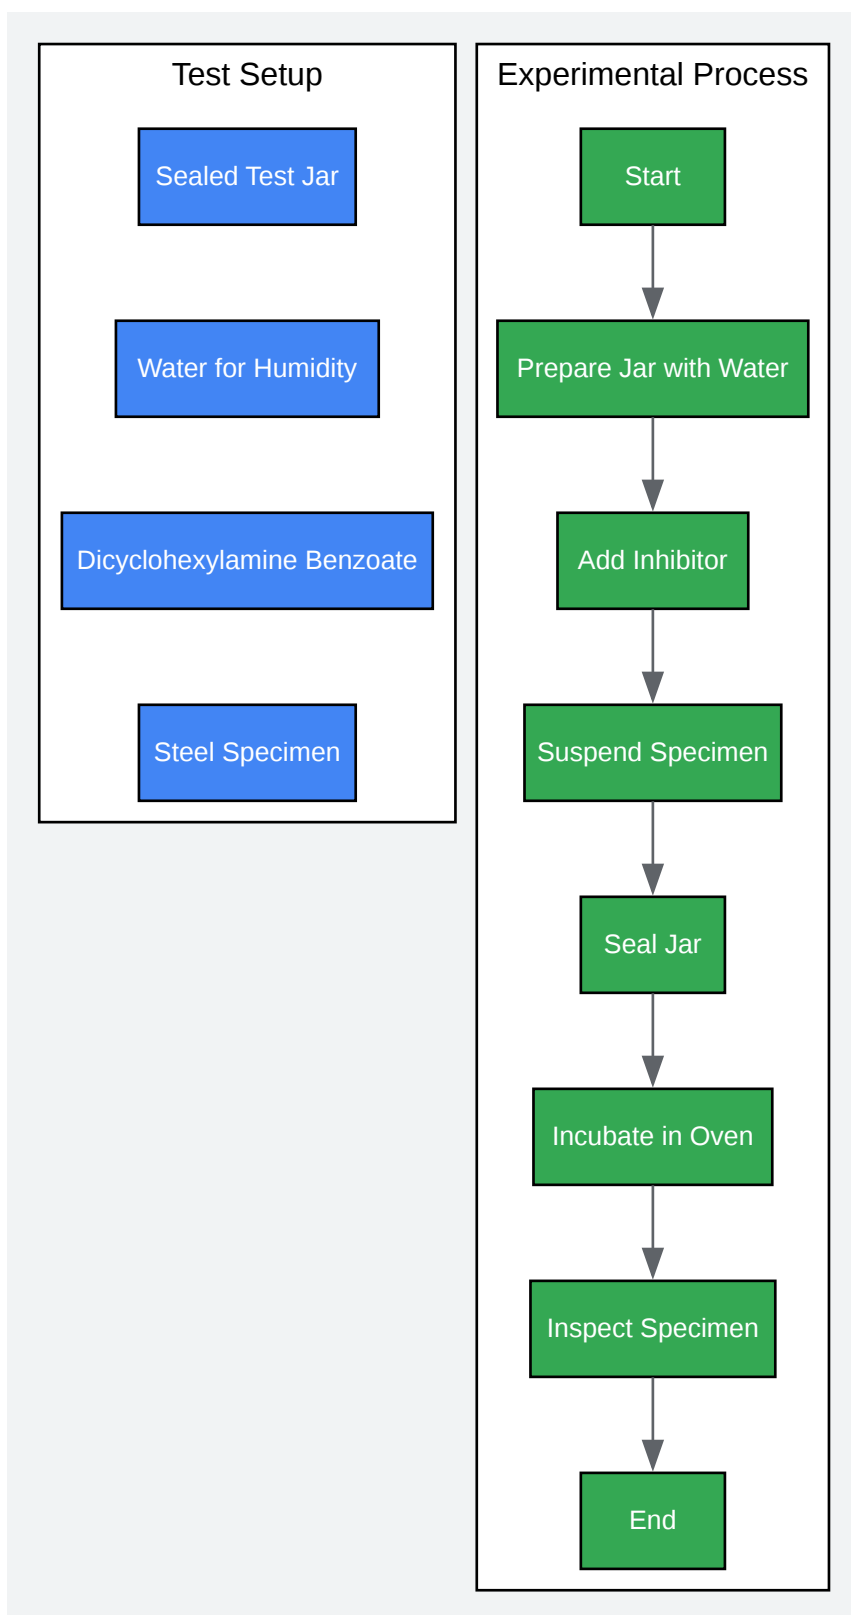 Test Setup
Sealed Test Jar
Water for Humidity
Dicyclohexylamine Benzoate
Steel Specimen
Experimental Process
Start
Prepare Jar with Water
Add Inhibitor
Suspend Specimen
Seal Jar
Incubate in Oven
Inspect Specimen
End